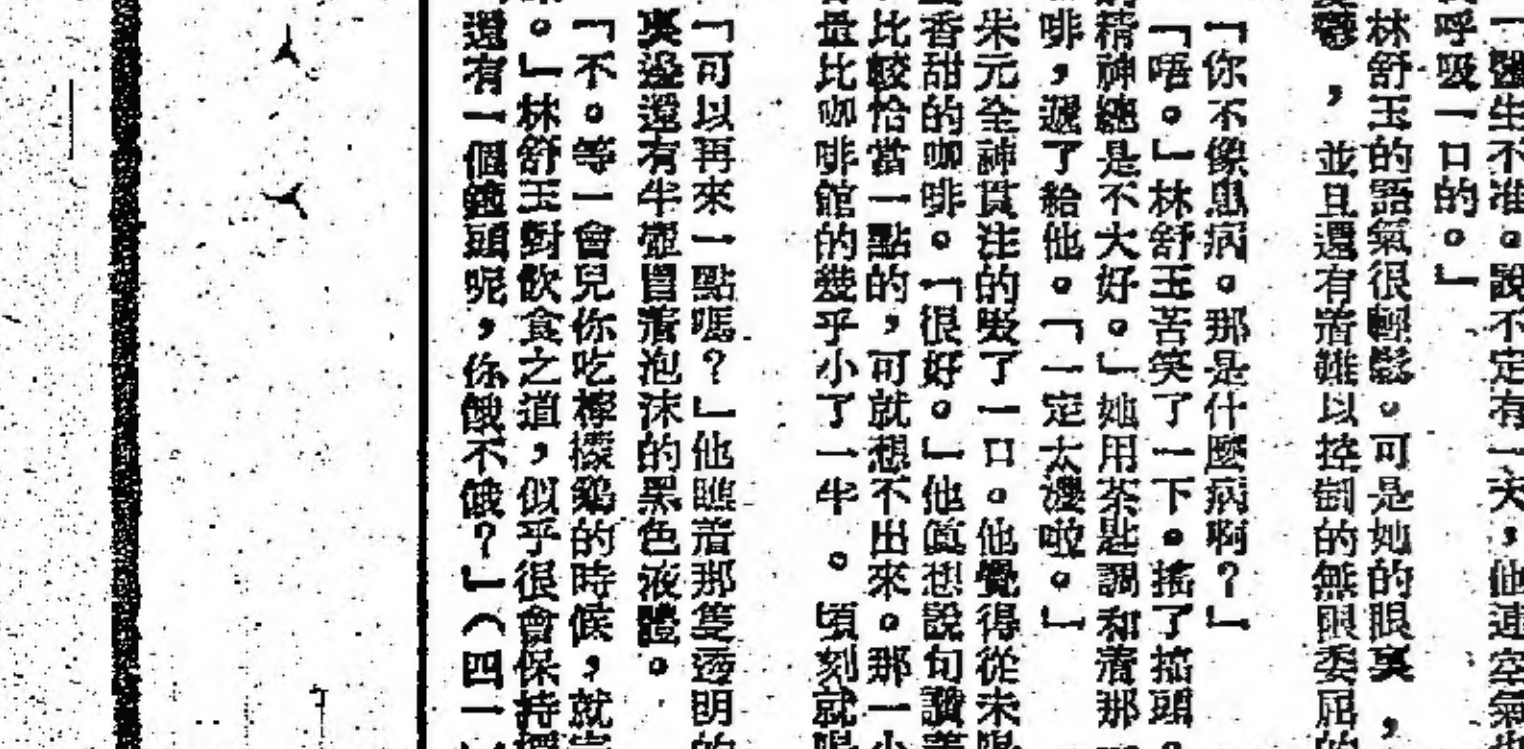 一醫生不准。說不定有一天，他連空氣也
呼吸一口的。」
林舒玉的語氣很輕鬆。可是她的眼裏，
，並且還有着難以控制的無限委屈的
「你不像患病。那是什麼病啊？」
「唔。」林舒玉苦笑了一下。搖了搖頭。
精神總是不大好。」她用茶匙調和着那
啡，遞了給他。「一定太濃啦。」
朱元全神貫注的啜了一口。他覺得從未
香甜的咖啡。「很好。」他眞想說句讚美
比較恰當一點的，可就想不出來。那一小
量比咖啡館的幾乎小了一半。頃刻就
「可以再來一點嗎？」他瞧着那隻透明的
裏邊還有半壺冒着泡沫的黑色液體。
「不。等一會兒你吃檸檬鷄的時候，就
。」林舒玉對飲食之道，似乎很會保持
還有一個饅頭呢，你餓不餓？」（四一